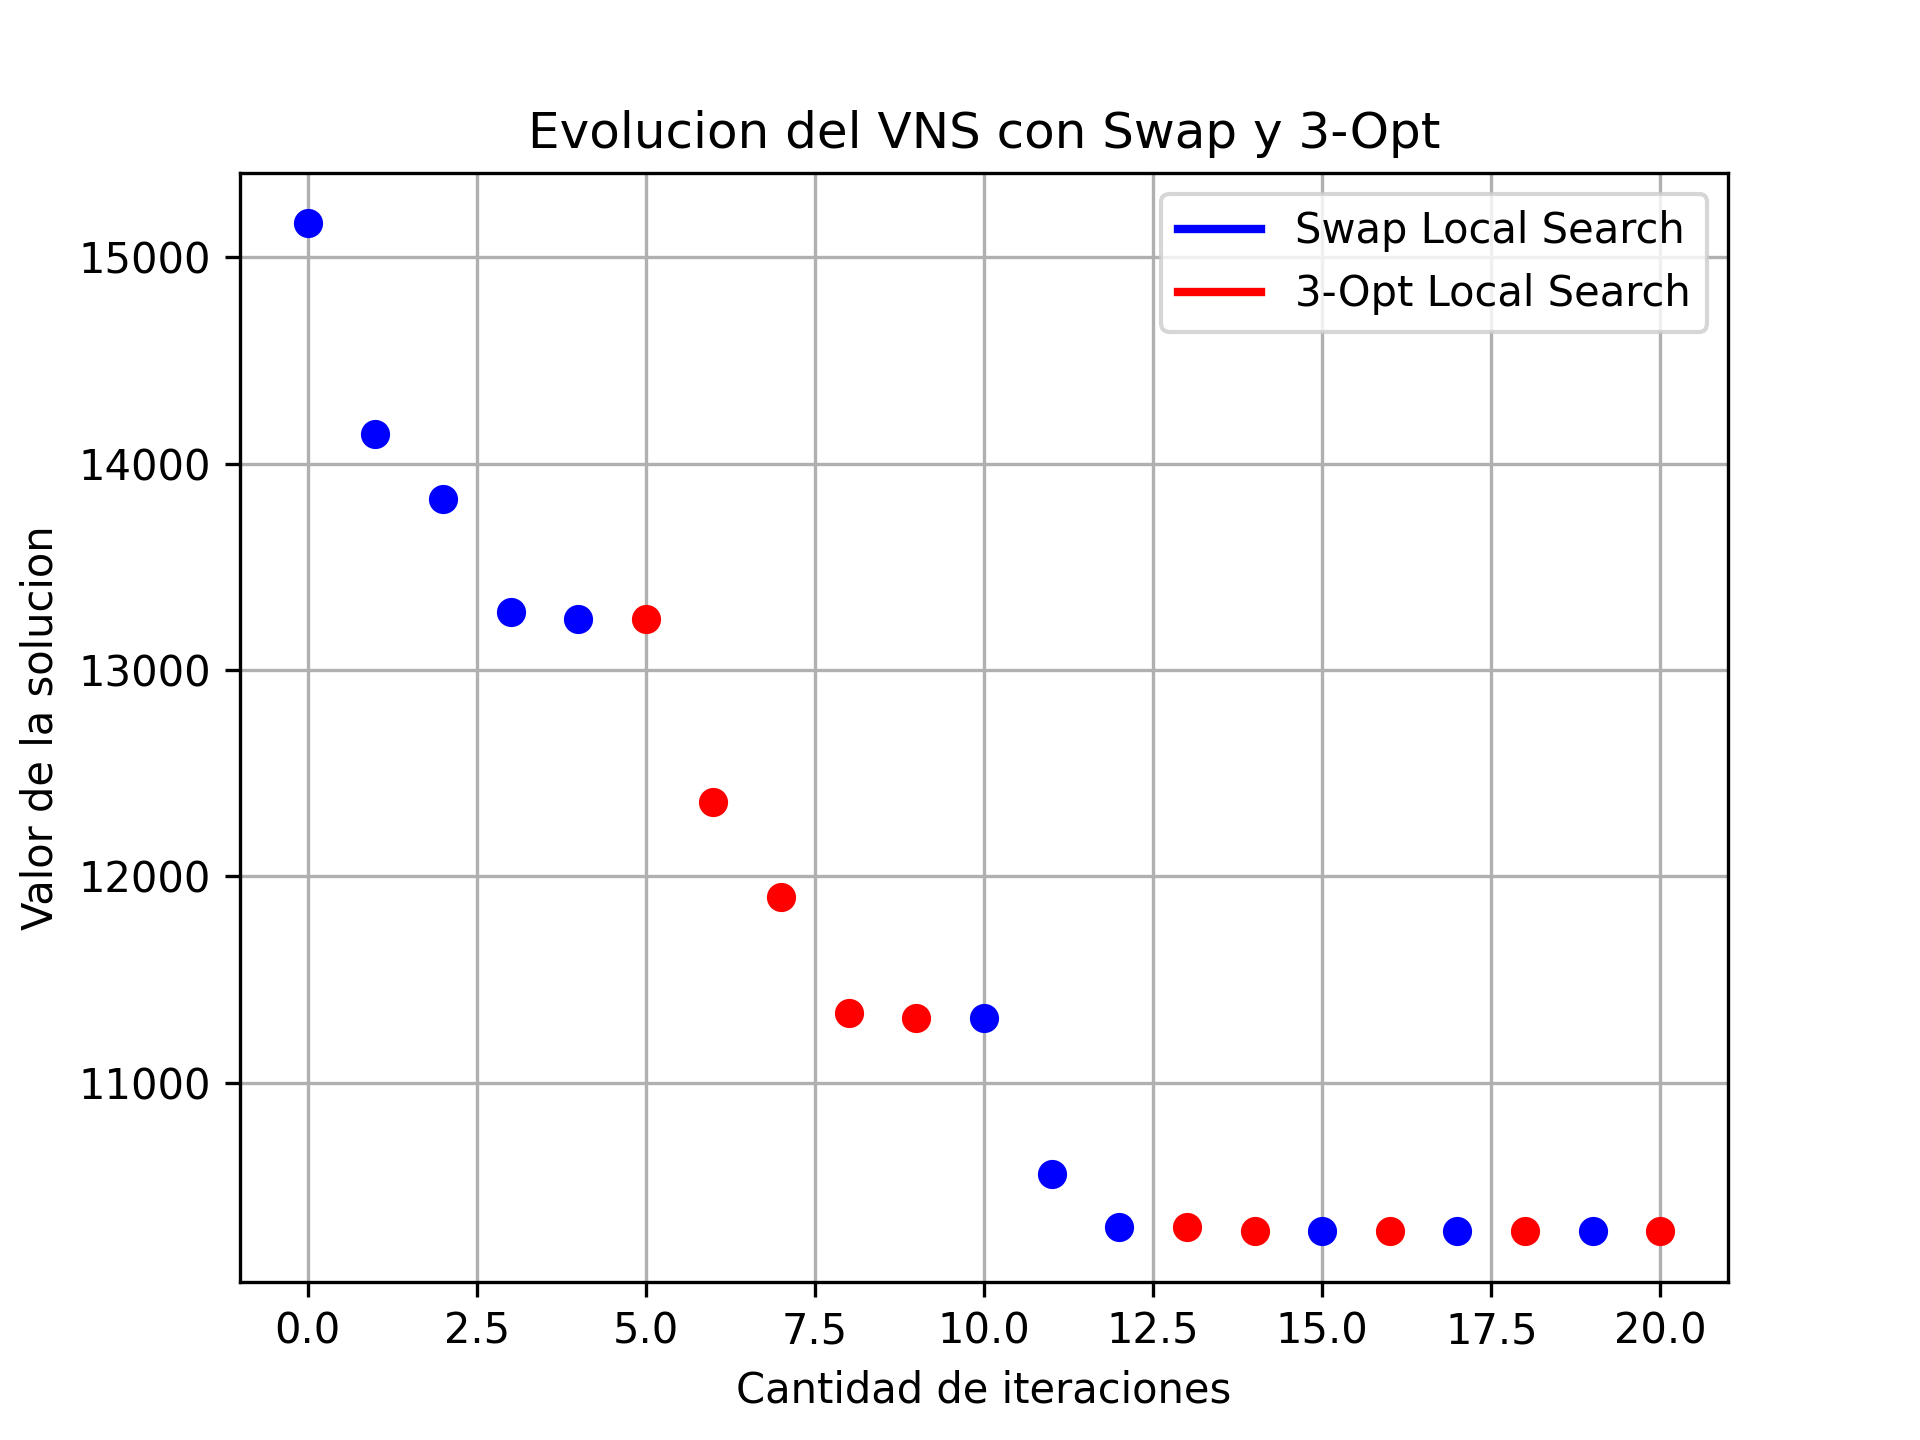 Evolucion del VNS con Swap y 3-Opt
Swap Local Search
3-Opt Local Search
Valor de la solucion
15000
14000
13000
12000
11000
0.0 2.5 5.0 7.5 10.0 12.5 15.0 17.5 20.0
Cantidad de iteraciones